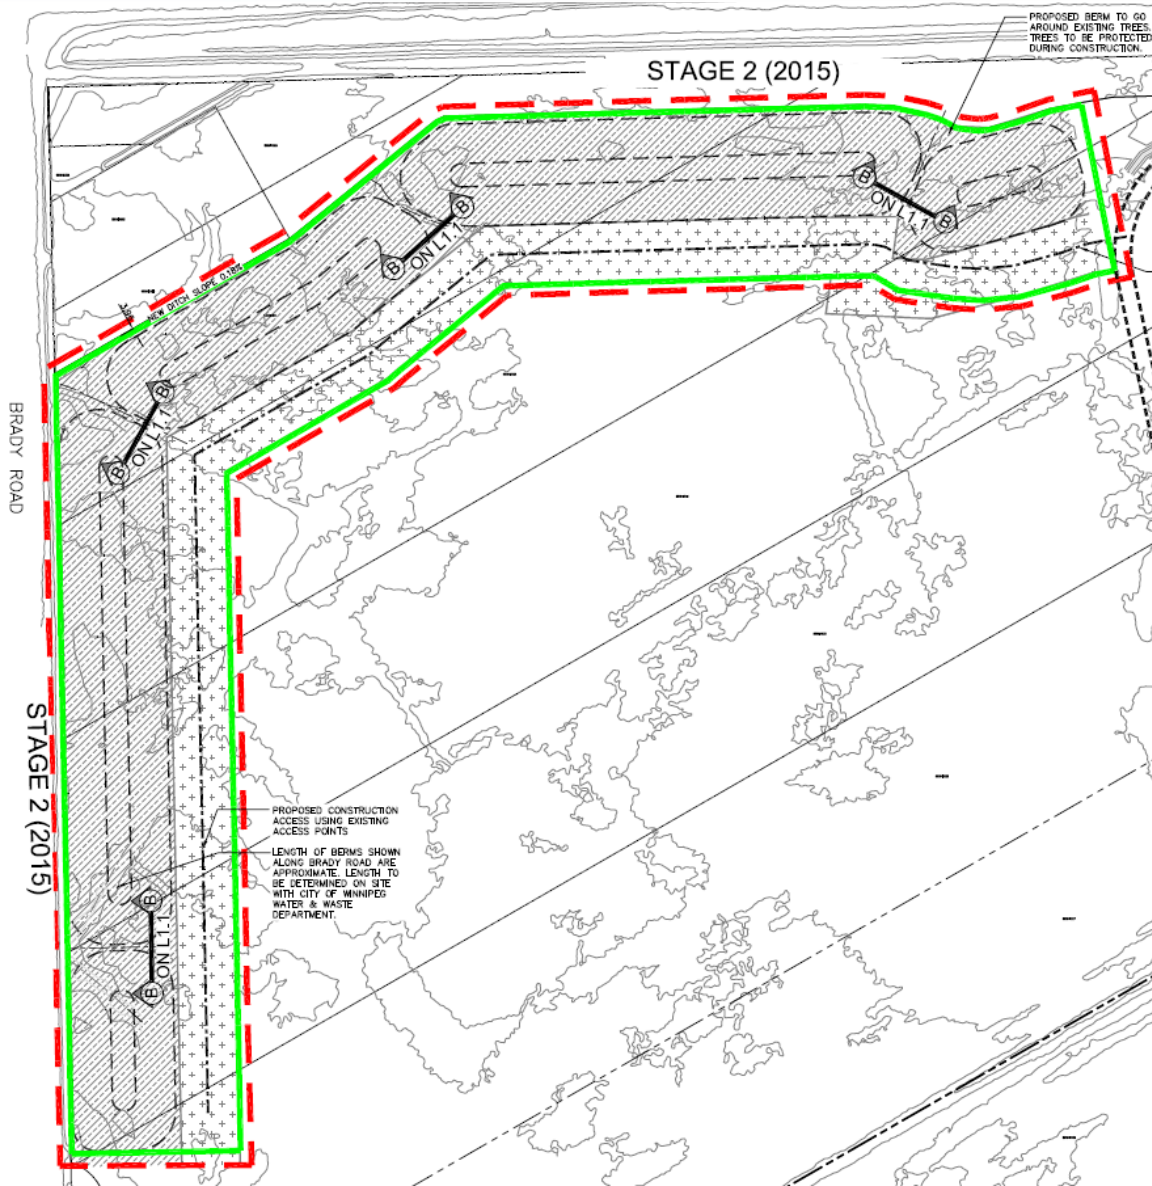 PROPOSED BERM TO GO
AROUND EXISTING TREES.
TREES TO BE PROTECTED
DURING CONSTRUCTION.
STAGE 2 (2015)
B
ON L1.1
B
B
ON L1.1
B
NEW DITCH SLOPE 0.18%
B
ON L1.1
B
BRADY ROAD
STAGE 2 (2015)
PROPOSED CONSTRUCTION
ACCESS USING EXISTING
ACCESS POINTS
LENGTH OF BERMS SHOWN
ALONG BRADY ROAD ARE
APPROXIMATE. LENGTH TO
BE DETERMINED ON SITE
WITH CITY OF WINNIPEG
WATER & WASTE
DEPARTMENT.
B
ON L1.1
B